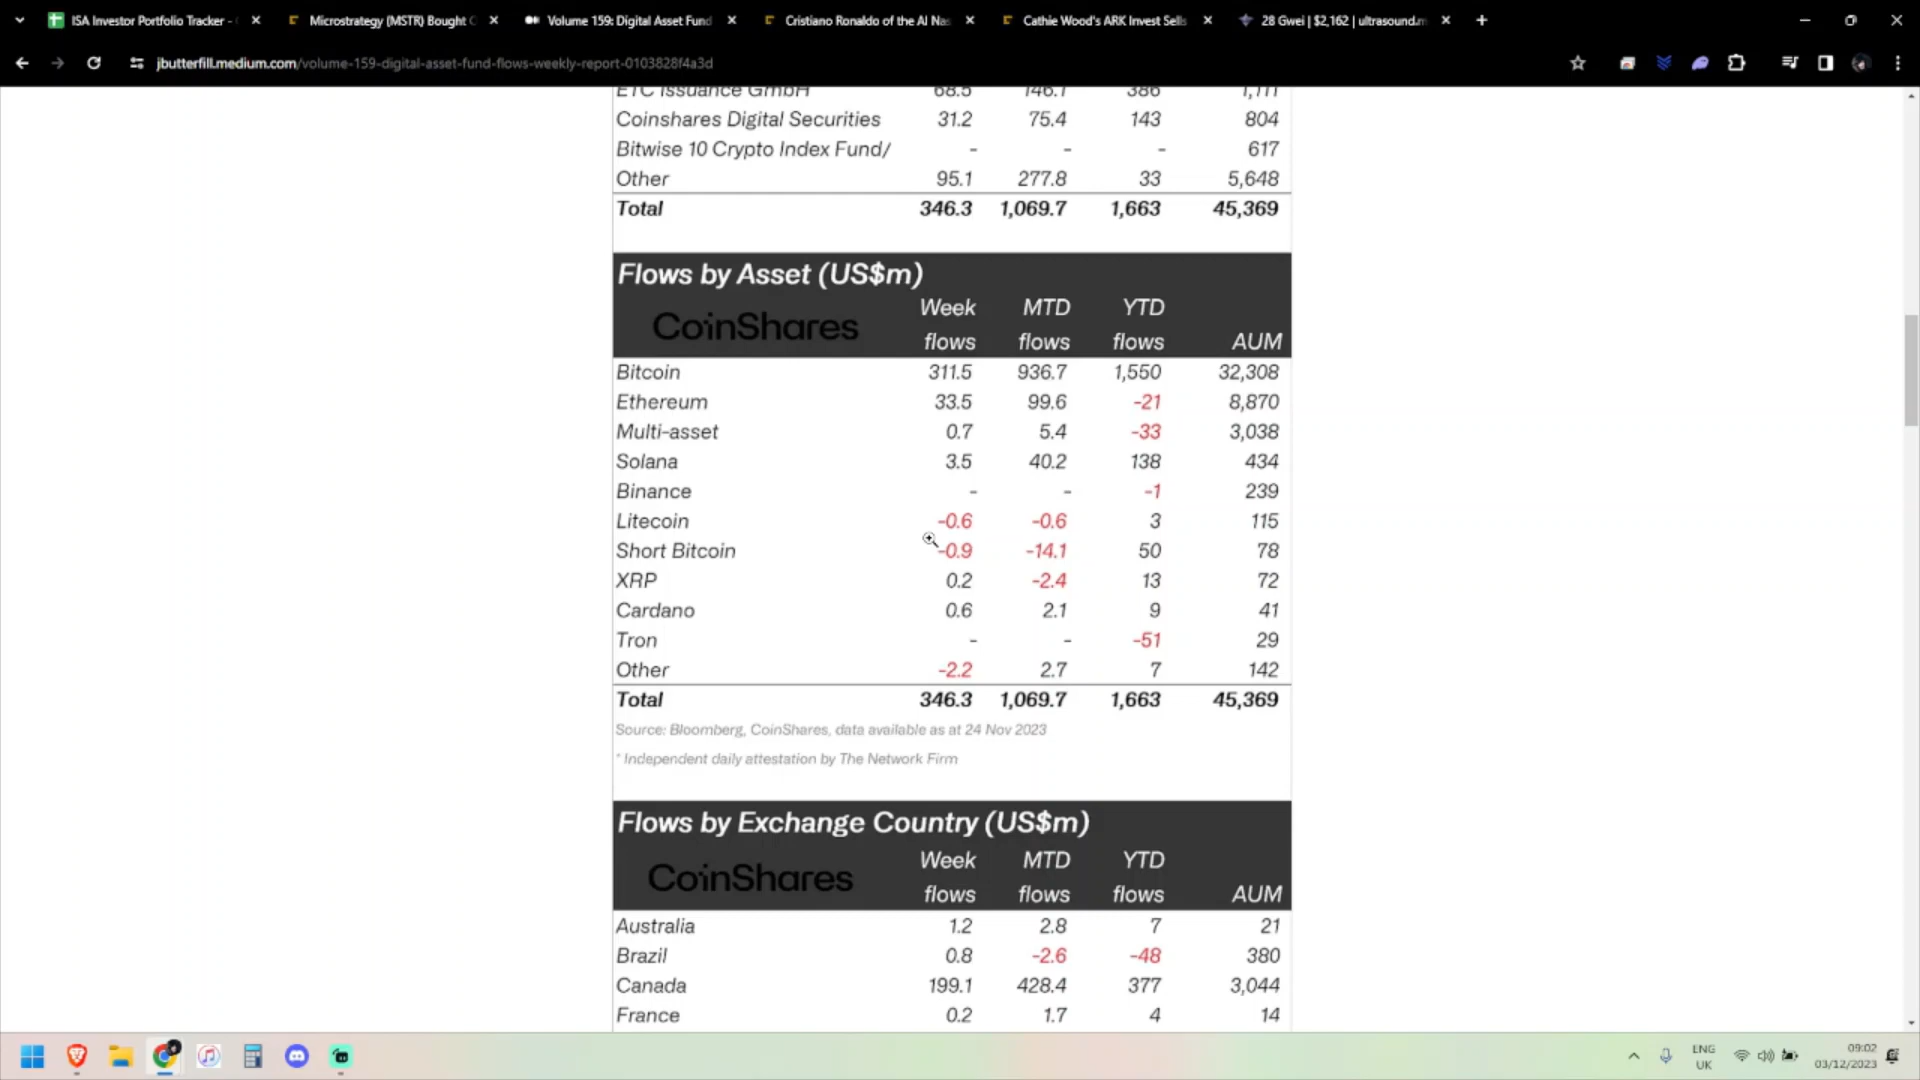 ISA Investor Portfolio Tracker -
Microstrategy (MSTR) Bought
Volume 159: Digital Asset Fund
Cristiano Ronaldo of the AI Nas
Cathie Wood's ARK Invest Sells
28 Gwei | $2,162 | ultrasound.m
jbutterfill.medium.com/volume-159-digital-asset-fund-flows-weekly-report-0103828f4a3d
ETC Issuance GmbH 68.5 146.1 386 1,111
Coinshares Digital Securities 31.2 75.4 143 804
Bitwise 10 Crypto Index Fund/ - - - 617
Other 95.1 277.8 33 5,648
Total 346.3 1,069.7 1,663 45,369
Flows by Asset (US$m)
CoinShares
Week MTD YTD
flows flows flows AUM
Bitcoin 311.5 936.7 1,550 32,308
Ethereum 33.5 99.6 -21 8,870
Multi-asset 0.7 5.4 -33 3,038
Solana 3.5 40.2 138 434
Binance - - -1 239
Litecoin -0.6 -0.6 3 115
Short Bitcoin -0.9 -14.1 50 78
XRP 0.2 -2.4 13 72
Cardano 0.6 2.1 9 41
Tron - - -51 29
Other -2.2 2.7 7 142
Total 346.3 1,069.7 1,663 45,369
Source: Bloomberg, CoinShares, data available as at 24 Nov 2023
* Independent daily attestation by The Network Firm
Flows by Exchange Country (US$m)
CoinShares
Week MTD YTD
flows flows flows AUM
Australia 1.2 2.8 7 21
Brazil 0.8 -2.6 -48 380
Canada 199.1 428.4 377 3,044
France 0.2 1.7 4 14
ENG
UK
09:02
03/12/2023